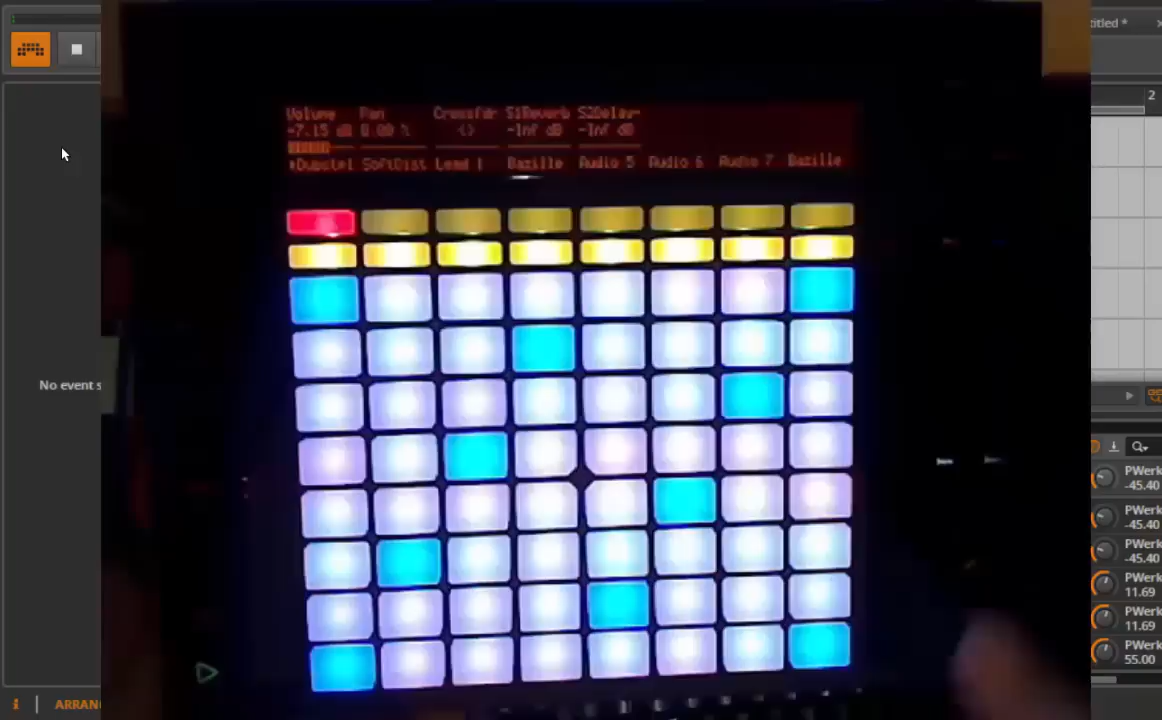 titled *
2
Volume Pan Crossfdr S1Reverb S2Delay-
-7.15 dB 0.00 % <> -Inf dB -Inf dB
SoftDist Lead 1 Bazille Audio 5 Audio 6 Audio 7 Bazille
No event s
PWerk
-45.40
PWerk
-45.40
PWerk
-45.40
PWerk
11.69
PWerk
11.69
PWerk
55.00
i | ARRAN